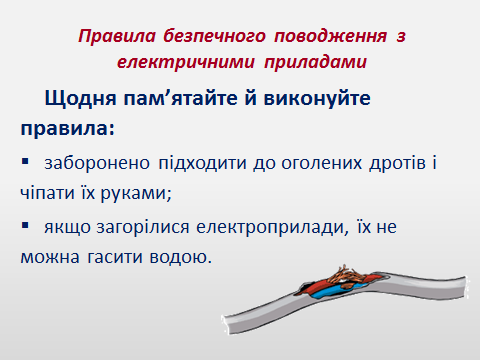 Правила безпечного поводження з
електричними приладами
Щодня пам’ятайте й виконуйте
правила:
▪ заборонено підходити до оголених дротів і
чіпати їх руками;
▪ якщо загорілися електроприлади, їх не
можна гасити водою.